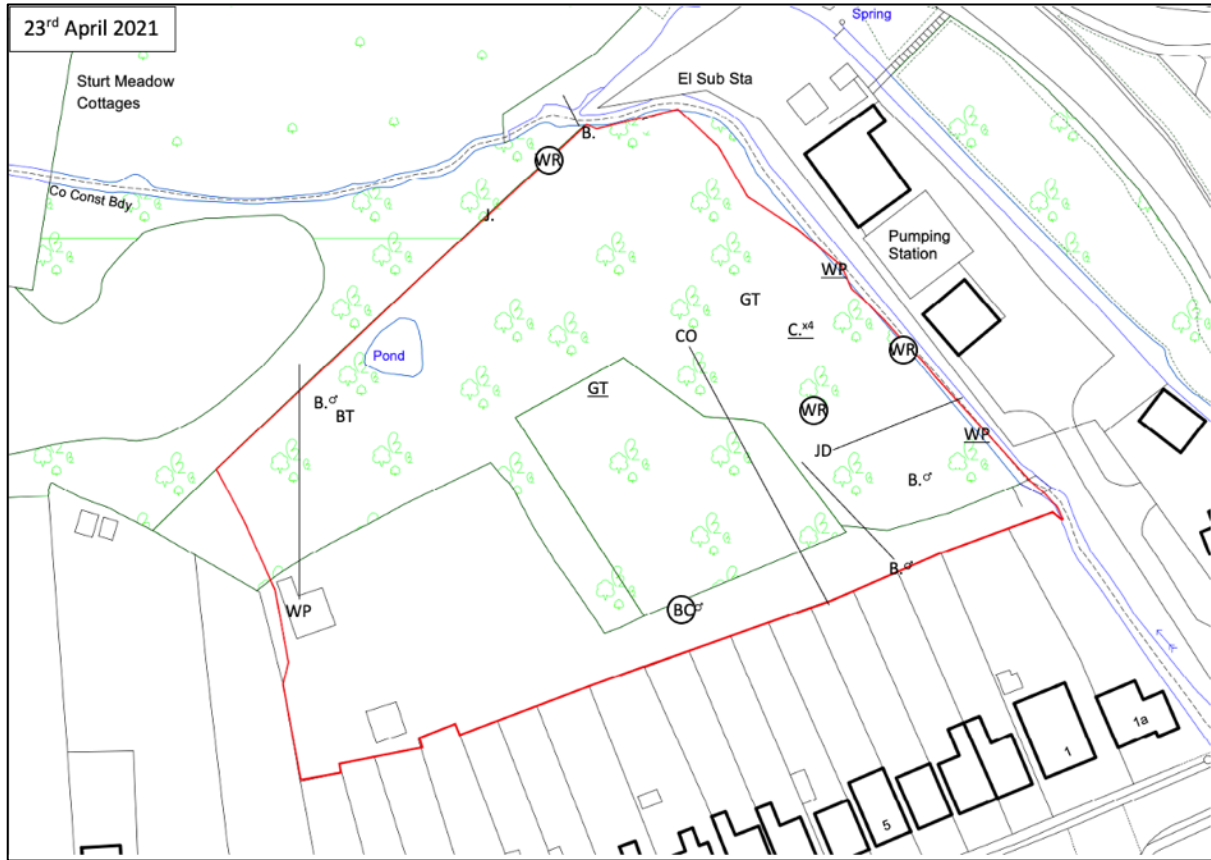 23rd April 2021
Spring
Sturt Meadow
Cottages
El Sub Sta
B.
WR
Co Const Bdy
J.
Pumping
Station
WP
GT
C.x4
CO
WR
Pond
GT
B.♂
BT
WR
JD
WP
B.♂
B.♂
WP
BC♂
1a
1
5